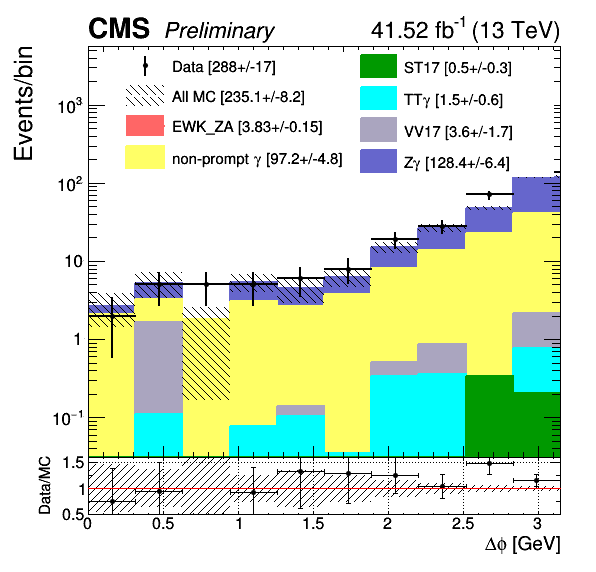 CMS Preliminary 41.52 fb⁻¹ (13 TeV)
Events/bin
Data [288+/-17]
All MC [235.1+/-8.2]
EWK_ZA [3.83+/-0.15]
non-prompt γ [97.2+/-4.8]
ST17 [0.5+/-0.3]
TTγ [1.5+/-0.6]
VV17 [3.6+/-1.7]
Zγ [128.4+/-6.4]
10³
10²
10
1
10⁻¹
Data/MC
1.5
1
0.5
0 0.5 1 1.5 2 2.5 3
Δϕ [GeV]